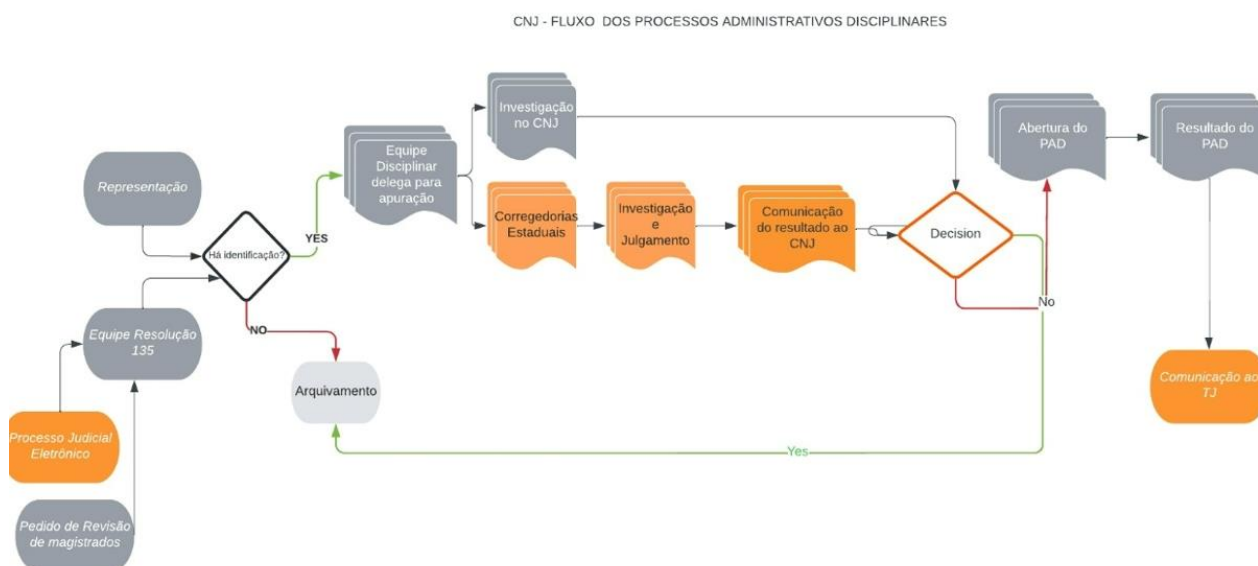 CNJ - FLUXO DOS PROCESSOS ADMINISTRATIVOS DISCIPLINARES
Representação
Equipe Resolução
135
Processo Judicial
Eletrônico
Pedido de Revisão
de magistrados
Há identificação?
YES
NO
Arquivamento
Equipe
Disciplinar
delega para
apuração
Investigação
no CNJ
Corregedorias
Estaduais
Investigação
e
Julgamento
Comunicação
do resultado ao
CNJ
Decision
No
Yes
Abertura do
PAD
Resultado do
PAD
Comunicação ao
TJ